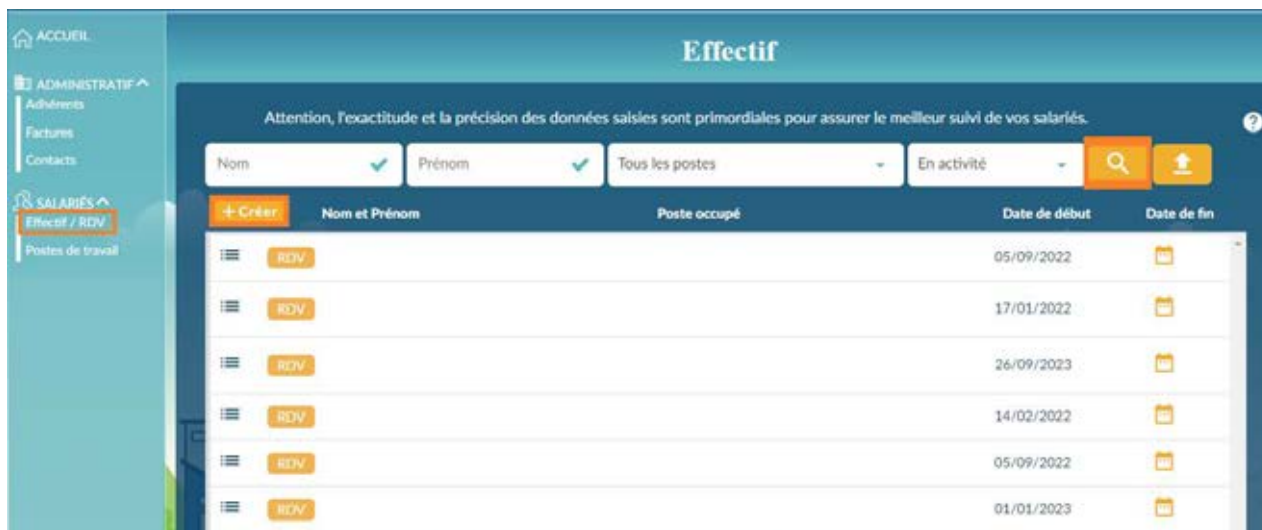 ACCUEIL
Effectif
ADMINISTRATIF
Adhérents
Factures
Contacts
SALARIÉS
Effectif / RDV
Postes de travail
Attention, l'exactitude et la précision des données saisies sont primordiales pour assurer le meilleur suivi de vos salariés.
?
Nom Prénom Tous les postes En activité
+ Créer Nom et Prénom Poste occupé Date de début Date de fin
RDV 05/09/2022
RDV 17/01/2022
RDV 26/09/2023
RDV 14/02/2022
RDV 05/09/2022
RDV 01/01/2023